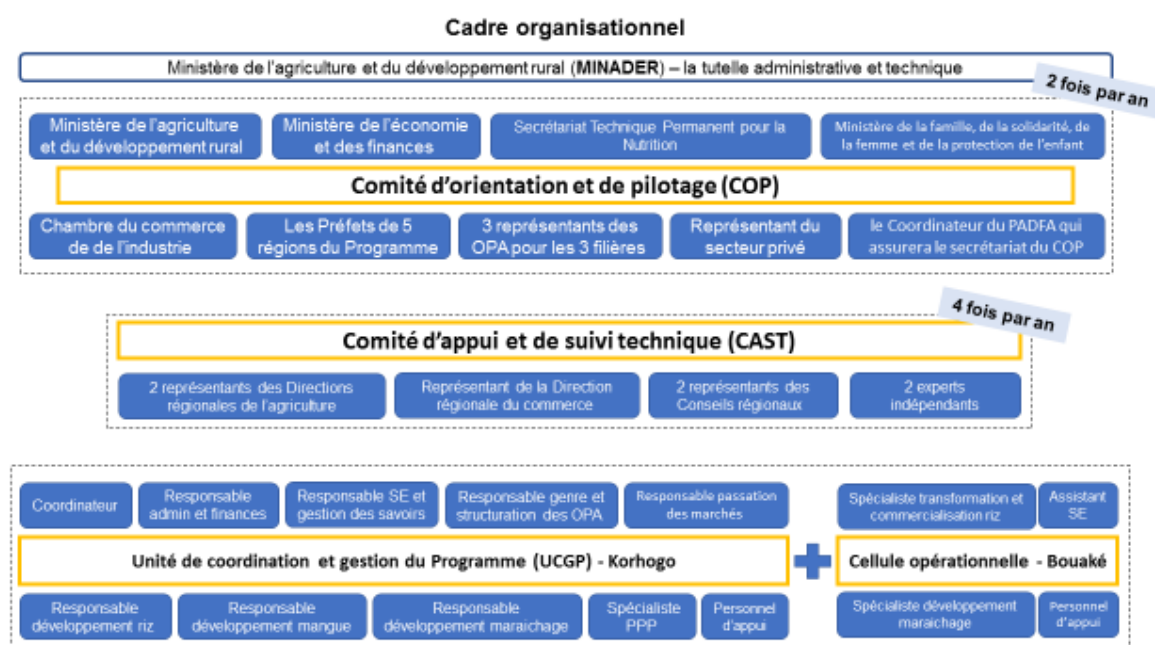 Cadre organisationnel
Ministère de l'agriculture et du développement rural (MINADER) – la tutelle administrative et technique
2 fois par an
Ministère de l'agriculture
et du développement rural
Ministère de l'économie
et des finances
Secrétariat Technique Permanent pour la
Nutrition
Ministère de la famille, de la solidarité, de
la femme et de la protection de l'enfant
Comité d'orientation et de pilotage (COP)
Chambre du commerce
de de l'industrie
Les Préfets de 5
régions du Programme
3 représentants des
OPA pour les 3 filières
Représentant du
secteur privé
le Coordinateur du PADFA qui
assurera le secrétariat du COP
4 fois par an
Comité d'appui et de suivi technique (CAST)
2 représentants des Directions
régionales de l'agriculture
Représentant de la Direction
régionale du commerce
2 représentants des
Conseils régionaux
2 experts
indépendants
Coordinateur
Responsable
admin et finances
Responsable SE et
gestion des savoirs
Responsable genre et
structuration des OPA
Responsable passation
des marchés
Spécialiste transformation et
commercialisation riz
Assistant
SE
Unité de coordination et gestion du Programme (UCGP) - Korhogo
Cellule opérationnelle - Bouaké
Responsable
développement riz
Responsable
développement mangue
Responsable
développement maraichage
Spécialiste
PPP
Personnel
d'appui
Spécialiste développement
maraichage
Personnel
d'appui